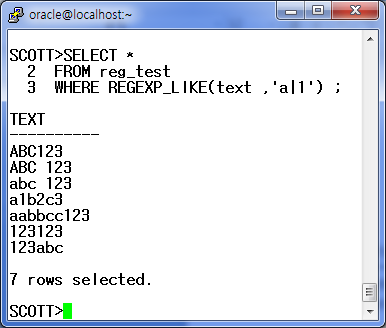 oracle@localhost:~
SCOTT>SELECT *
2 FROM reg_test
3 WHERE REGEXP_LIKE(text ,'a|1') ;
TEXT
----------
ABC123
ABC 123
abc 123
a1b2c3
aabbcc123
123123
123abc
7 rows selected.
SCOTT>